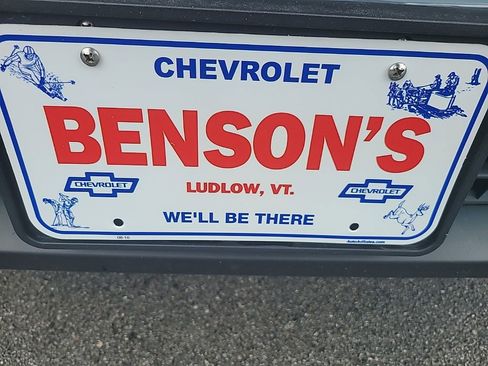 CHEVROLET
BENSON'S
LUDLOW, VT.
CHEVROLET
CHEVROLET
WE'LL BE THERE